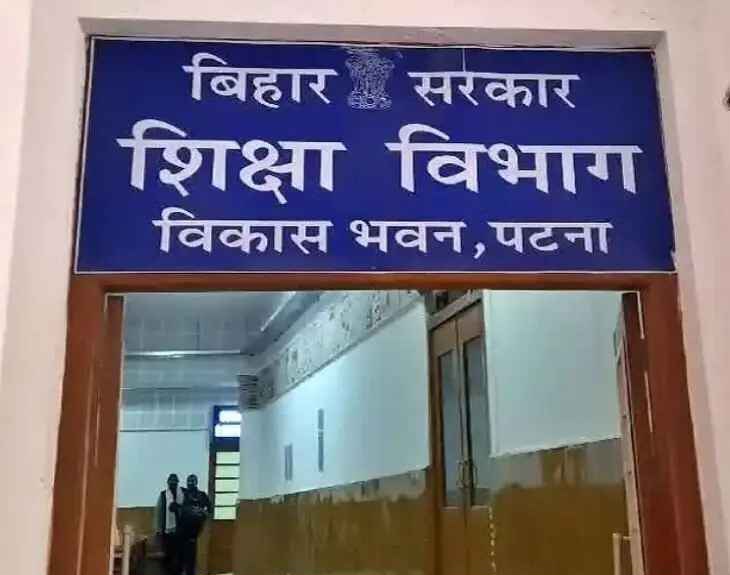 बिहार सरकार
शिक्षा विभाग
विकास भवन, पटना